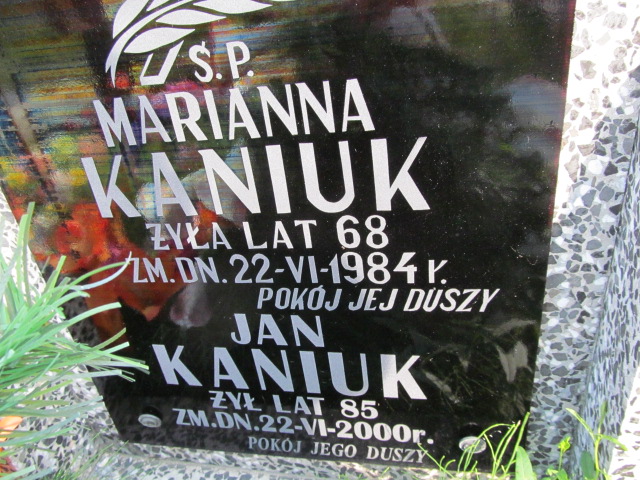 Ś.P.
MARIANNA
KANIUK
ŻYŁA LAT 68
ZM. DN. 22-VI-1984 r.
POKÓJ JEJ DUSZY
JAN
KANIUK
ŻYŁ LAT 85
ZM. DN. 22-VI-2000r.
POKÓJ JEGO DUSZY